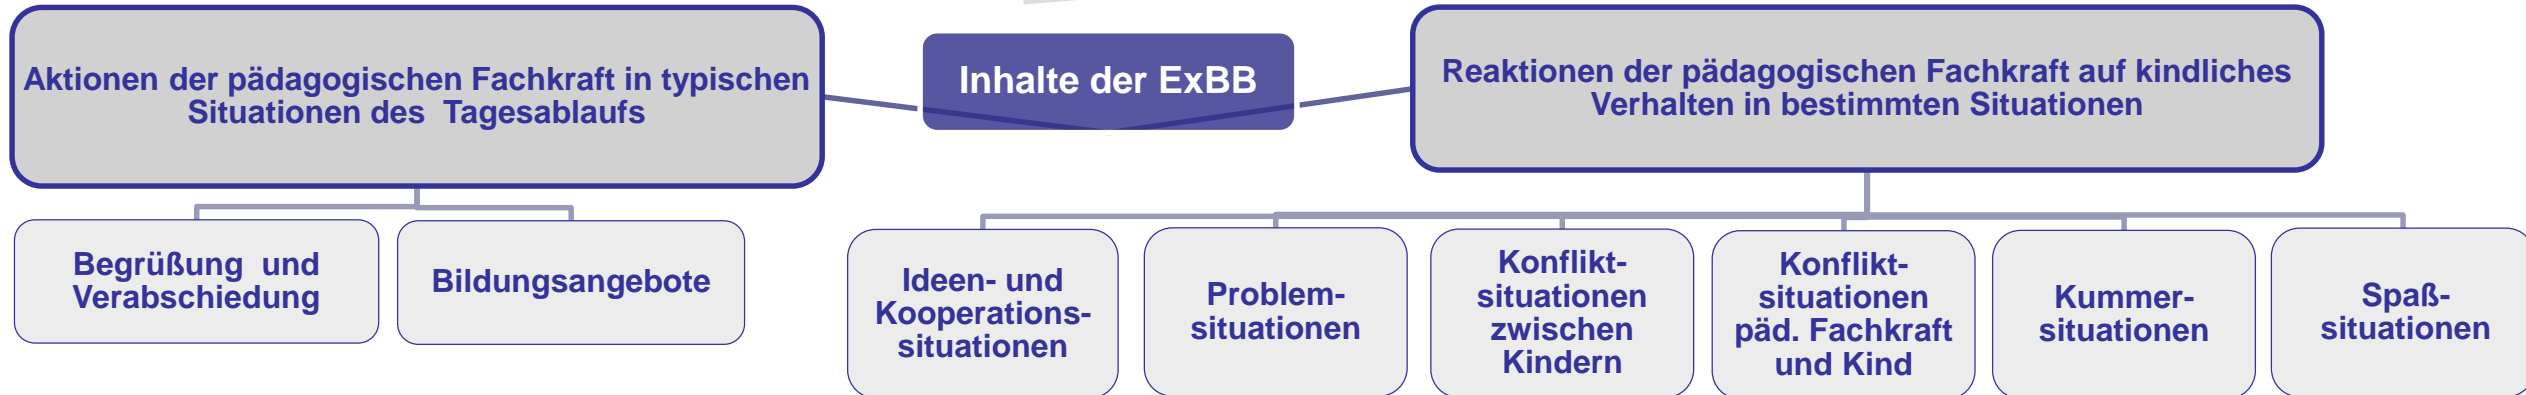 Aktionen der pädagogischen Fachkraft in typischen
Situationen des  Tagesablaufs
Inhalte der ExBB
Reaktionen der pädagogischen Fachkraft auf kindliches
Verhalten in bestimmten Situationen
Begrüßung  und
Verabschiedung
Bildungsangebote
Ideen- und
Kooperations-
situationen
Problem-
situationen
Konflikt-
situationen
zwischen
Kindern
Konflikt-
situationen
päd. Fachkraft
und Kind
Kummer-
situationen
Spaß-
situationen